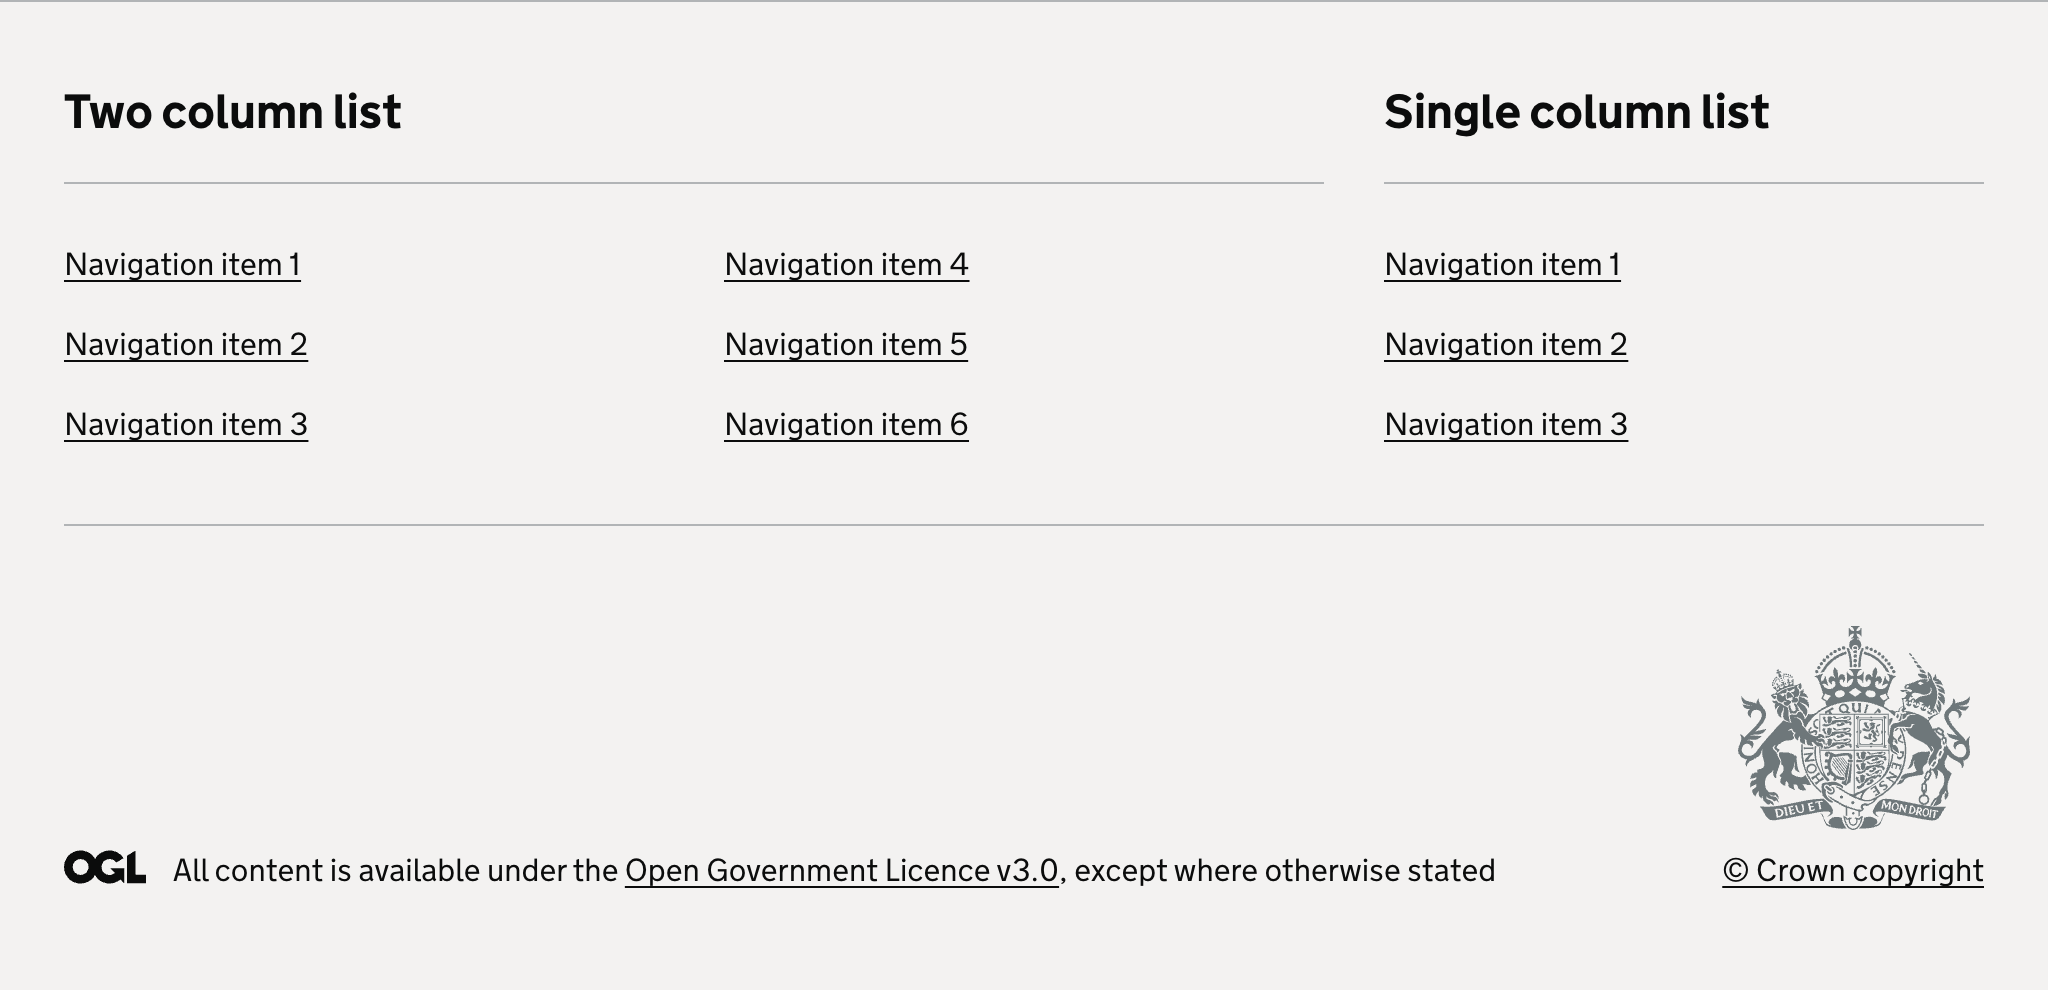 Two column list
Navigation item 1
Navigation item 2
Navigation item 3
Navigation item 4
Navigation item 5
Navigation item 6
Single column list
Navigation item 1
Navigation item 2
Navigation item 3
QUI
HONI
PENSE
DIEU ET
MON DROIT
OGL All content is available under the Open Government Licence v3.0, except where otherwise stated
© Crown copyright